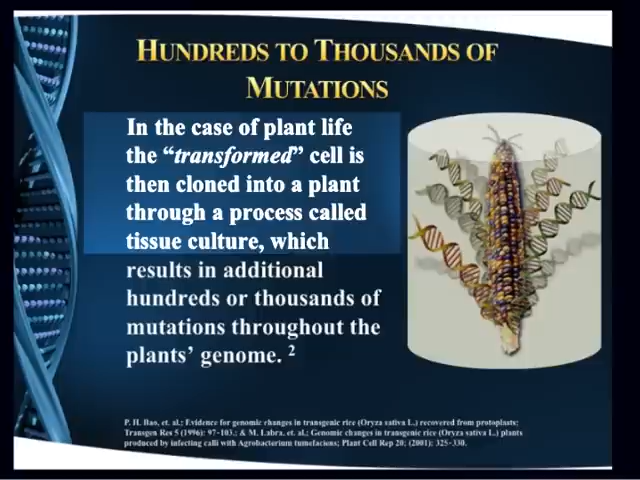 HUNDREDS TO THOUSANDS OF
MUTATIONS
In the case of plant life
the “transformed” cell is
then cloned into a plant
through a process called
tissue culture, which
results in additional
hundreds or thousands of
mutations throughout the
plants’ genome. 2
P. H. Bao, et. al.; Evidence for genomic changes in transgenic rice (Oryza sativa L.) recovered from protoplasts;
Transgen Res 5 (1996): 97-103.; & M. Labra, et. al.; Genomic changes in transgenic rice (Oryza sativa L.) plants
produced by infecting calli with Agrobacterium tumefaciens; Plant Cell Rep 20; (2001): 325-330.